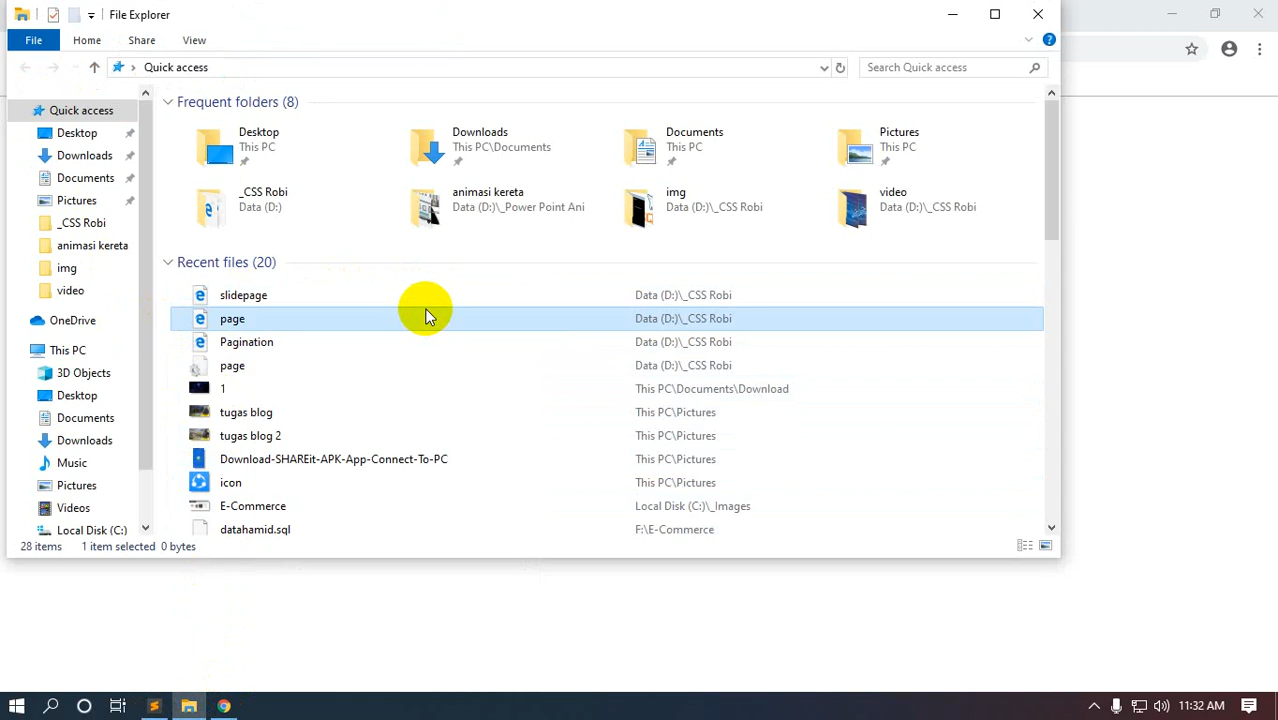 File Explorer
File Home Share View
Quick access
Search Quick access
Quick access
Desktop
Downloads
Documents
Pictures
_CSS Robi
animasi kereta
img
video
OneDrive
This PC
3D Objects
Desktop
Documents
Downloads
Music
Pictures
Videos
Local Disk (C:)
Frequent folders (8)
Desktop
This PC
Downloads
This PC\Documents
Documents
This PC
Pictures
This PC
_CSS Robi
Data (D:)
animasi kereta
Data (D:)\_Power Point Ani
img
Data (D:)\_CSS Robi
video
Data (D:)\_CSS Robi
Recent files (20)
slidepage Data (D:)\_CSS Robi
page Data (D:)\_CSS Robi
Pagination Data (D:)\_CSS Robi
page Data (D:)\_CSS Robi
1 This PC\Documents\Download
tugas blog This PC\Pictures
tugas blog 2 This PC\Pictures
Download-SHAREit-APK-App-Connect-To-PC This PC\Pictures
icon This PC\Pictures
E-Commerce Local Disk (C:)\_Images
datahamid.sql F:\E-Commerce
28 items 1 item selected 0 bytes
11:32 AM